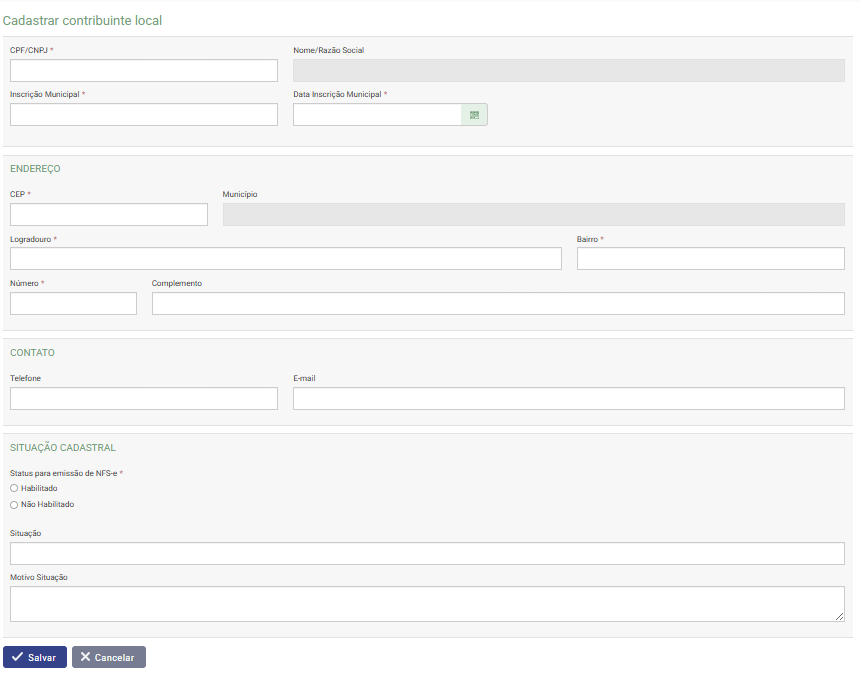 Cadastrar contribuinte local
CPF/CNPJ * Nome/Razão Social
Inscrição Municipal * Data Inscrição Municipal *
ENDEREÇO
CEP * Município
Logradouro * Bairro *
Número * Complemento
CONTATO
Telefone E-mail
SITUAÇÃO CADASTRAL
Status para emissão de NFS-e *
Habilitado
Não Habilitado
Situação
Motivo Situação
Salvar Cancelar